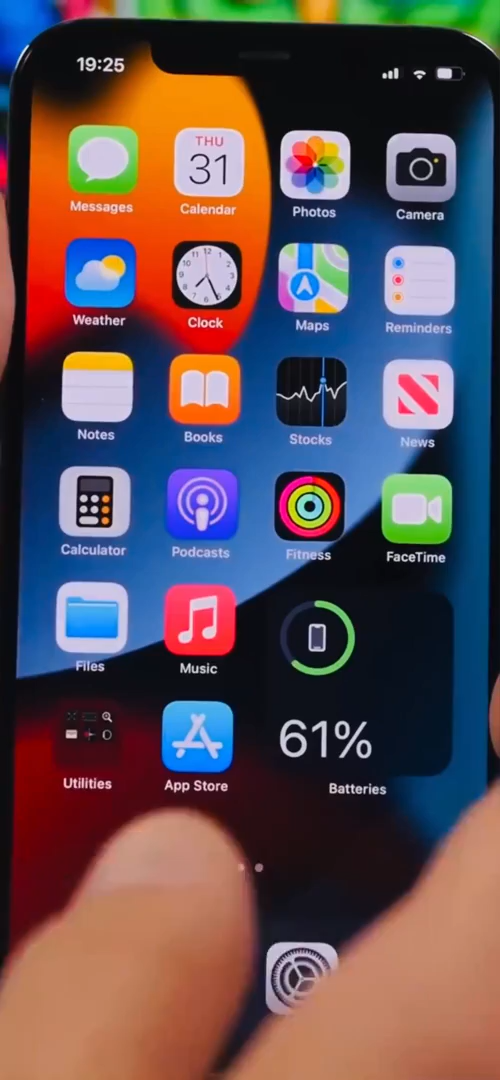 19:25
THU
31
Messages
Calendar
Photos
Camera
Weather
Clock
Maps
Reminders
Notes
Books
Stocks
News
Calculator
Podcasts
Fitness
FaceTime
Files
Music
61%
Utilities
App Store
Batteries